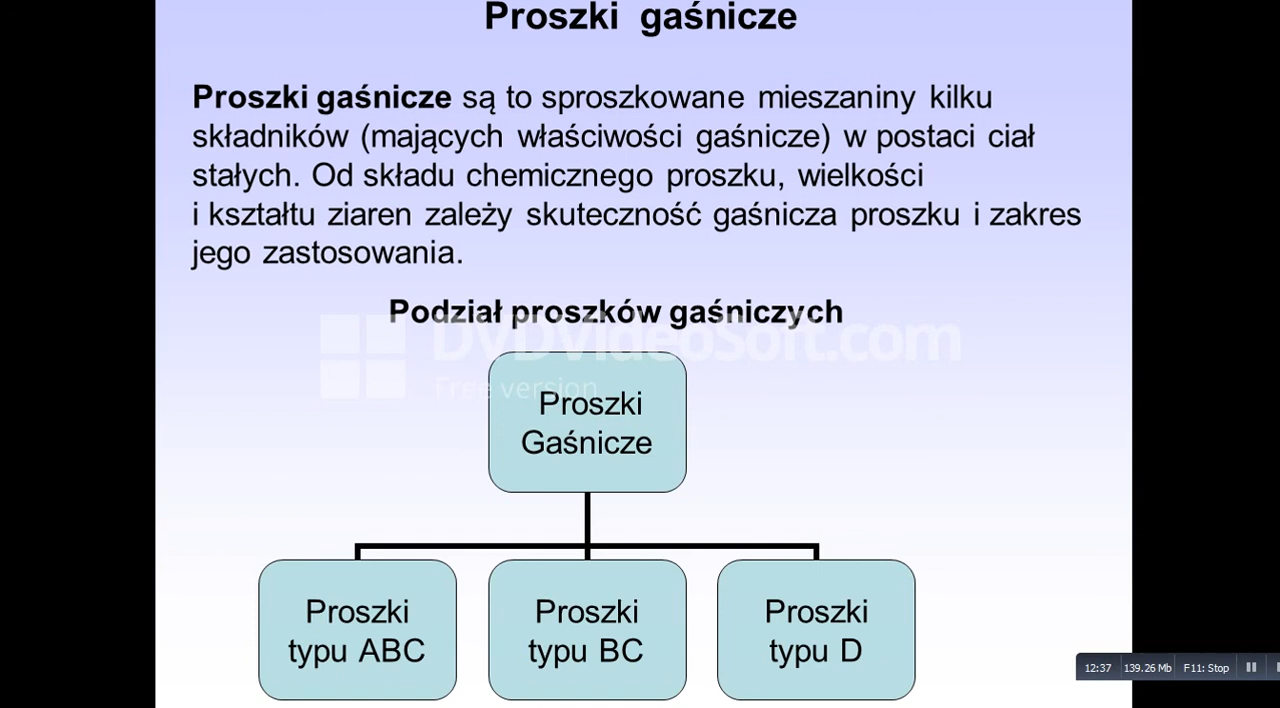 Proszki gaśnicze
Proszki gaśnicze są to sproszkowane mieszaniny kilku
składników (mających właściwości gaśnicze) w postaci ciał
stałych. Od składu chemicznego proszku, wielkości
i kształtu ziaren zależy skuteczność gaśnicza proszku i zakres
jego zastosowania.
Podział proszków gaśniczych
DVDVideoSoft.com
Free version
Proszki
Gaśnicze
Proszki
typu ABC
Proszki
typu BC
Proszki
typu D
12:37 139.26 Mb F11: Stop